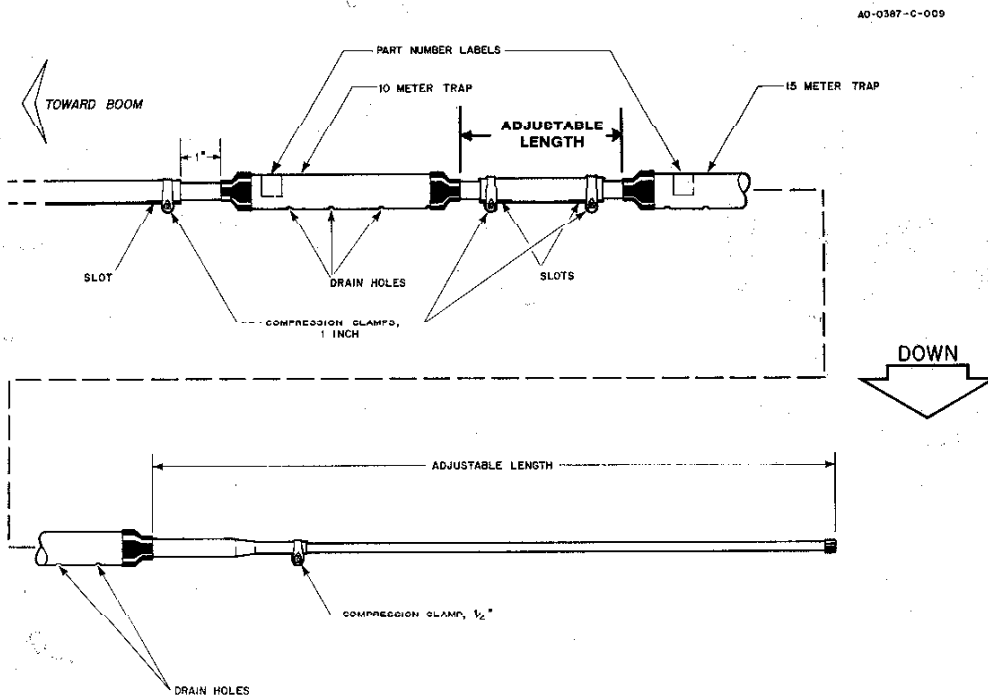 AO-0387-C-009
PART NUMBER LABELS
TOWARD BOOM
10 METER TRAP
15 METER TRAP
ADJUSTABLE
LENGTH
1"
SLOT
DRAIN HOLES
SLOTS
COMPRESSION CLAMPS,
1 INCH
DOWN
ADJUSTABLE LENGTH
COMPRESSION CLAMP, 1/2"
DRAIN HOLES